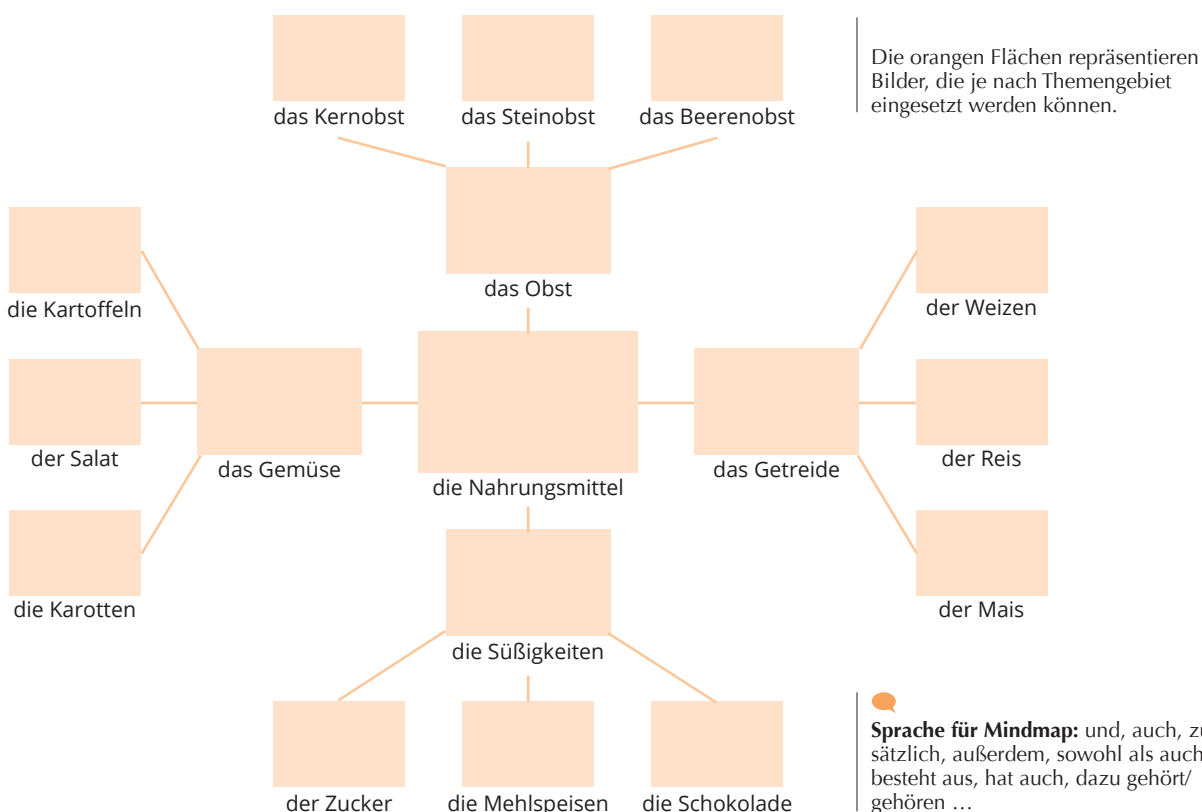 das Kernobst
das Steinobst
das Beerenobst
Die orangen Flächen repräsentieren
Bilder, die je nach Themengebiet
eingesetzt werden können.
das Obst
die Kartoffeln
der Weizen
der Salat
das Gemüse
die Nahrungsmittel
das Getreide
der Reis
die Karotten
der Mais
die Süßigkeiten
der Zucker
die Mehlspeisen
die Schokolade
Sprache für Mindmap: und, auch, zu
sätzlich, außerdem, sowohl als auch
besteht aus, hat auch, dazu gehört/
gehören …